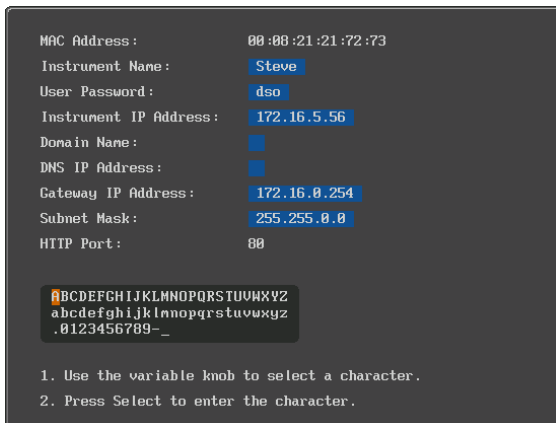 MAC Address: 00:08:21:21:72:73
Instrument Name: Steve
User Password: dso
Instrument IP Address: 172.16.5.56
Domain Name:
DNS IP Address:
Gateway IP Address: 172.16.0.254
Subnet Mask: 255.255.0.0
HTTP Port: 80
ABCDEFGHIJKLMNOPQRSTUVWXYZ
abcdefghijklmnopqrstuvwxyz
.0123456789-_
1. Use the variable knob to select a character.
2. Press Select to enter the character.